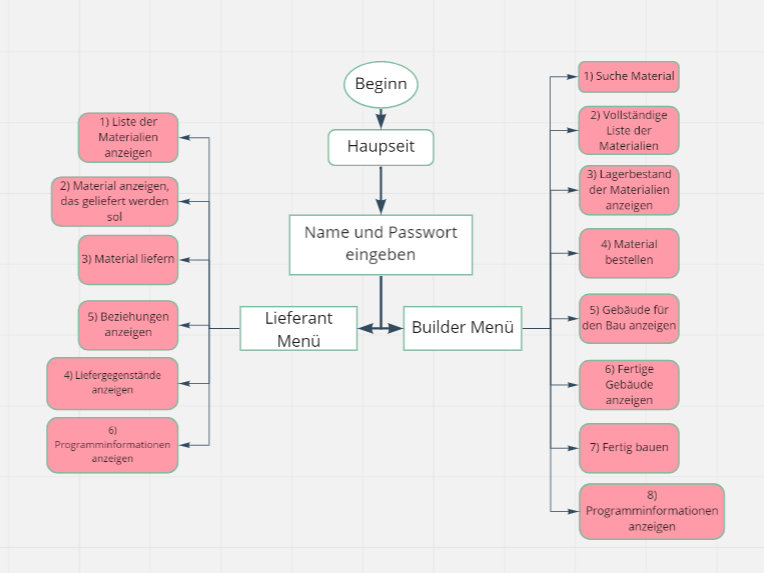 Beginn
Haupseit
Name und Passwort
eingeben
Lieferant
Menü
Builder Menü
1) Liste der
Materialien
anzeigen
2) Material anzeigen,
das geliefert werden
sol
3) Material liefern
5) Beziehungen
anzeigen
4) Liefergegenstände
anzeigen
6)
Programminformationen
anzeigen
1) Suche Material
2) Vollständige
Liste der
Materialien
3) Lagerbestand
der Materialien
anzeigen
4) Material
bestellen
5) Gebäude für
den Bau anzeigen
6) Fertige
Gebäude
anzeigen
7) Fertig bauen
8)
Programminformationen
anzeigen